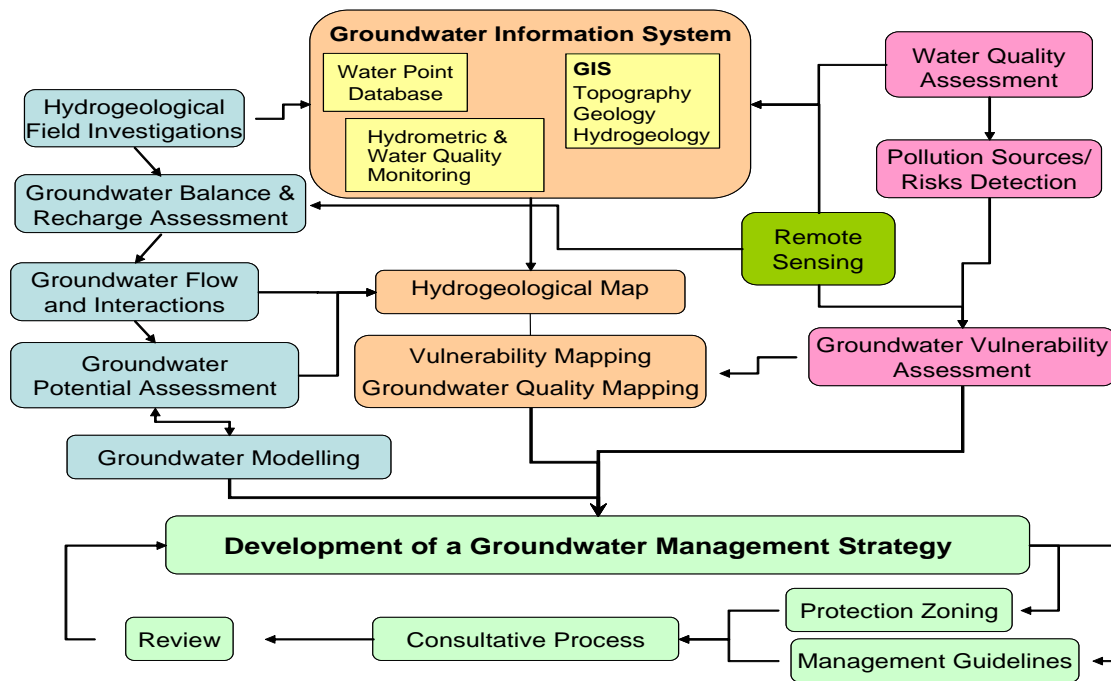 Groundwater Information System
Water Point
Database
GIS
Topography
Geology
Hydrogeology
Hydrometric &
Water Quality
Monitoring
Water Quality
Assessment
Hydrogeological
Field Investigations
Pollution Sources/
Risks Detection
Groundwater Balance &
Recharge Assessment
Remote
Sensing
Groundwater Flow
and Interactions
Hydrogeological Map
Groundwater
Potential Assessment
Vulnerability Mapping
Groundwater Quality Mapping
Groundwater Vulnerability
Assessment
Groundwater Modelling
Development of a Groundwater Management Strategy
Protection Zoning
Review
Consultative Process
Management Guidelines